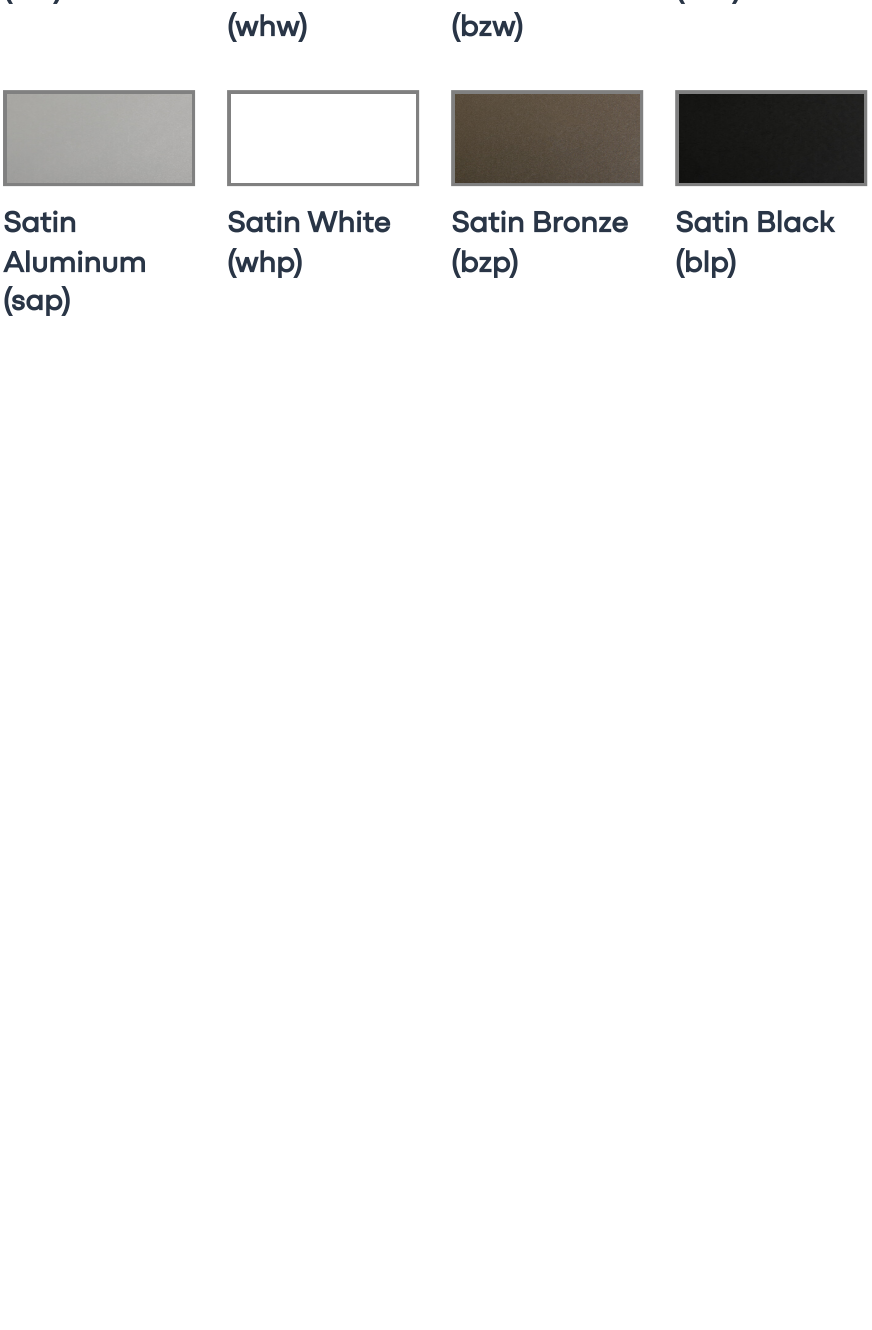 (whw)
(bzw)
Satin
Aluminum
(sap)
Satin White
(whp)
Satin Bronze
(bzp)
Satin Black
(blp)